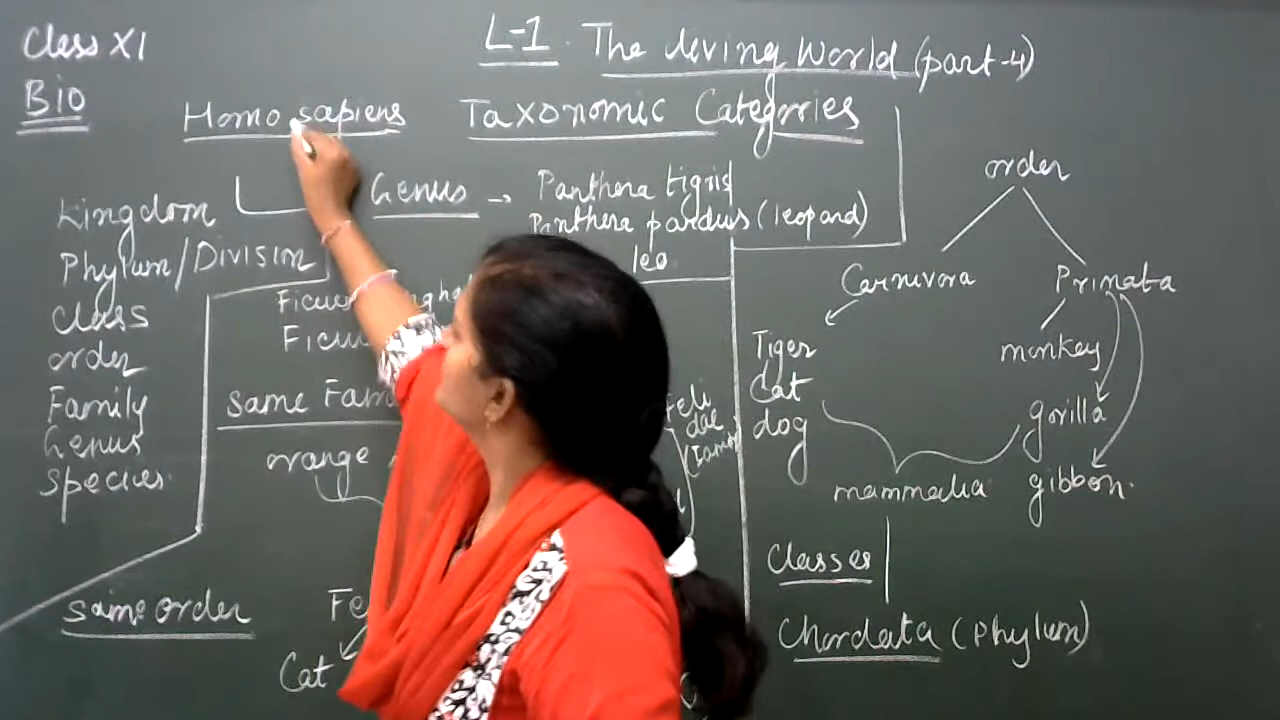 Class XI
Bio
L-1. The living World (part-4)
Homo sapiens
Taxonomic Categories
Kingdom
Phylum/Division
Class
order
Family
Genus
Species
Genus → Panthera tigris
Panthera pardus (leopard)
leo
Ficus
Ficus
same Fam
orange
Feli
dae
same order
Cat
order
Carnivora Primata
Tiger
Cat
dog
monkey
gorilla
gibbon.
mammalia
Classes
Chordata (Phylum)